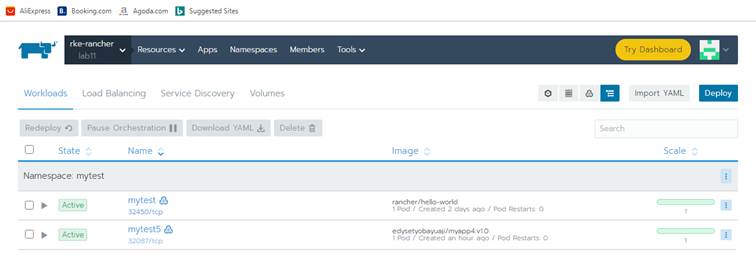 AliExpress B. Booking.com Agoda.com Suggested Sites
rke-rancher
lab11
Resources Apps Namespaces Members Tools Try Dashboard
Workloads Load Balancing Service Discovery Volumes Import YAML Deploy
Redeploy Pause Orchestration Download YAML Delete Search
State Name Image Scale
Namespace: mytest
Active mytest rancher/hello-world
32450/tcp 1 Pod / Created 2 days ago / Pod Restarts: 0 1
Active mytest5 edysetyobayuaji/myapp4:v1.0
32087/tcp 1 Pod / Created an hour ago / Pod Restarts: 0 1